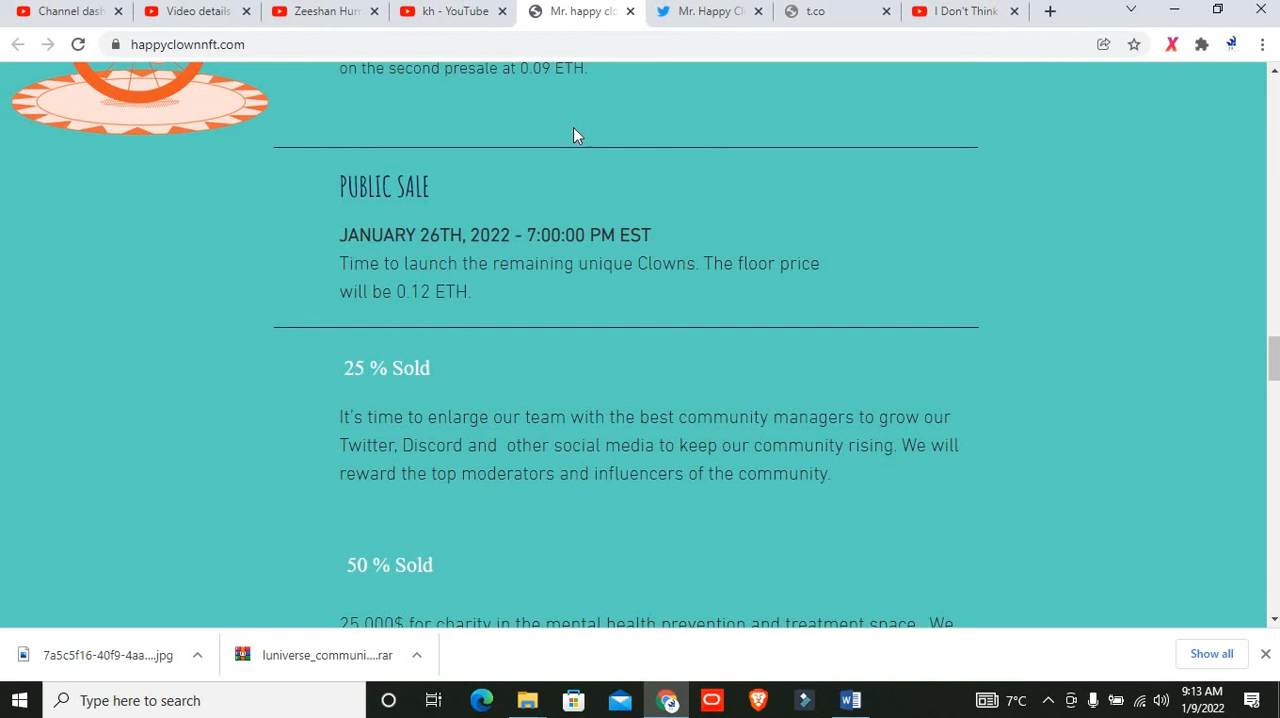 Channel das
Video details
Zeeshan Hur
kh - YouTube
Mr. happy clo
Mr. Happy Cl
t.co
I Don't Think
happyclownnft.com
on the second presale at 0.09 ETH.
PUBLIC SALE
JANUARY 26TH, 2022 - 7:00:00 PM EST
Time to launch the remaining unique Clowns. The floor price
will be 0.12 ETH.
25 % Sold
It's time to enlarge our team with the best community managers to grow our
Twitter, Discord and other social media to keep our community rising. We will
reward the top moderators and influencers of the community.
50 % Sold
25.000$ for charity in the mental health prevention and treatment space. We
7a5c5f16-40f9-4aa....jpg
luniverse_communi....rar
Show all
Type here to search
7°C
9:13 AM
1/9/2022